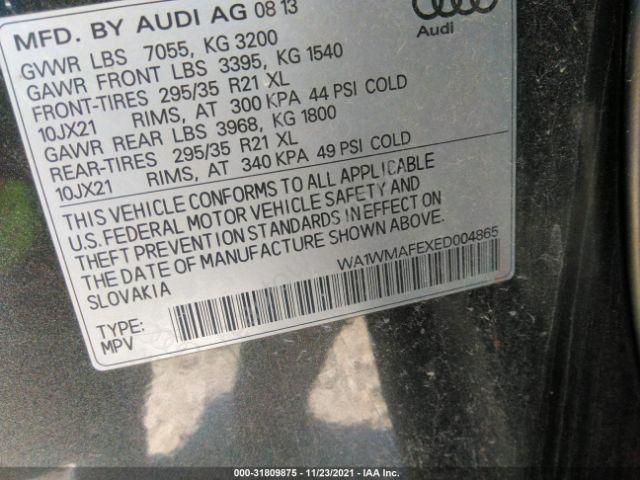 MFD. BY AUDI AG 08 13
Audi
GVWR LBS 7055, KG 3200
GAWR FRONT LBS 3395, KG 1540
FRONT-TIRES 295/35 R21 XL
10JX21 RIMS, AT 300 KPA 44 PSI COLD
GAWR REAR LBS 3968, KG 1800
REAR-TIRES 295/35 R21 XL
10JX21 RIMS, AT 340 KPA 49 PSI COLD
THIS VEHICLE CONFORMS TO ALL APPLICABLE
U.S. FEDERAL MOTOR VEHICLE SAFETY AND
THEFT PREVENTION STANDARDS IN EFFECT ON
THE DATE OF MANUFACTURE SHOWN ABOVE.
SLOVAKIA
WA1WMAFEXED004865
TYPE:
MPV
000-31809875 - 11/23/2021 - IAA Inc.